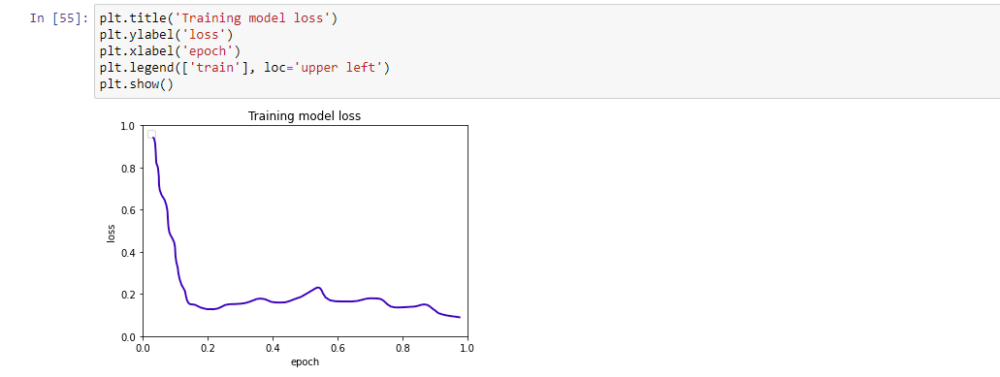 In [55]: plt.title('Training model loss')
plt.ylabel('loss')
plt.xlabel('epoch')
plt.legend(['train'], loc='upper left')
plt.show()
Training model loss
1.0
0.8
0.6
0.4
0.2
0.0
loss
0.0 0.2 0.4 0.6 0.8 1.0
epoch